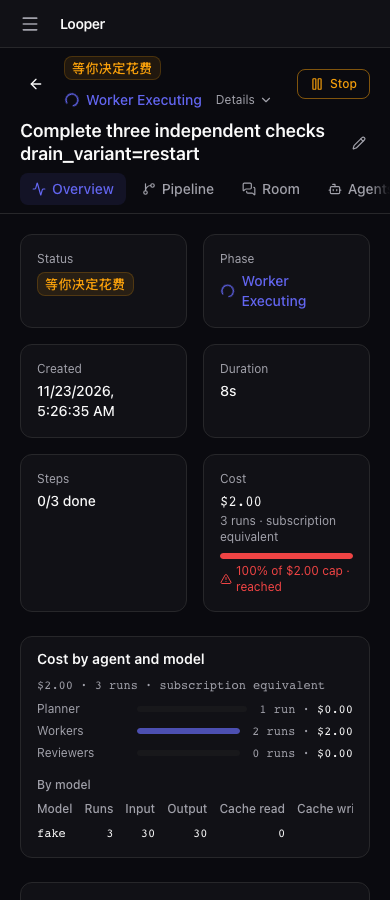 Looper
等你决定花费
Worker Executing
Details
Stop
Complete three independent checks
drain_variant=restart
Overview
Pipeline
Room
Agent
Status
等你决定花费
Phase
Worker
Executing
Created
11/23/2026,
5:26:35 AM
Duration
8s
Steps
0/3 done
Cost
$2.00
3 runs · subscription
equivalent
100% of $2.00 cap ·
reached
Cost by agent and model
$2.00 · 3 runs · subscription equivalent
Planner 1 run · $0.00
Workers 2 runs · $2.00
Reviewers 0 runs · $0.00
By model
Model Runs Input Output Cache read Cache wri
fake 3 30 30 0